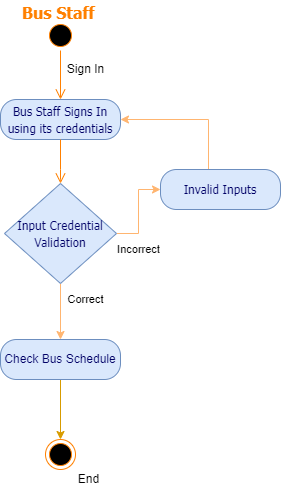 Bus Staff
Sign In
Bus Staff Signs In
using its credentials
Invalid Inputs
Input Credential
Validation
Incorrect
Correct
Check Bus Schedule
End